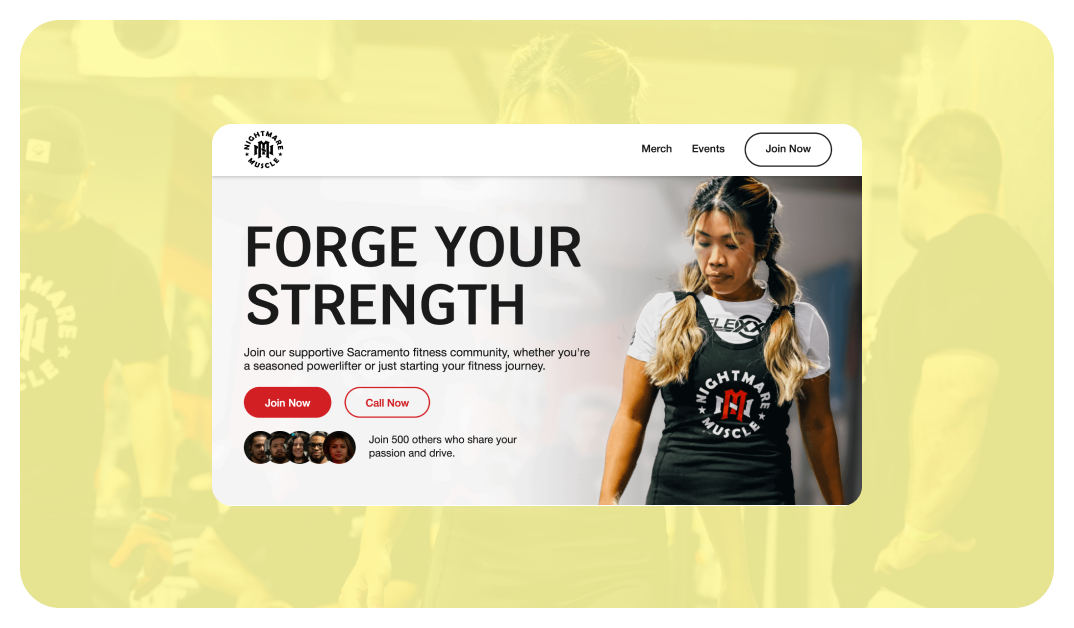 NIGHTMARE
MUSCLE
Merch
Events
Join Now
FORGE YOUR
STRENGTH
Join our supportive Sacramento fitness community, whether you're
a seasoned powerlifter or just starting your fitness journey.
Join Now
Call Now
Join 500 others who share your
passion and drive.
NIGHTMARE
MUSCLE